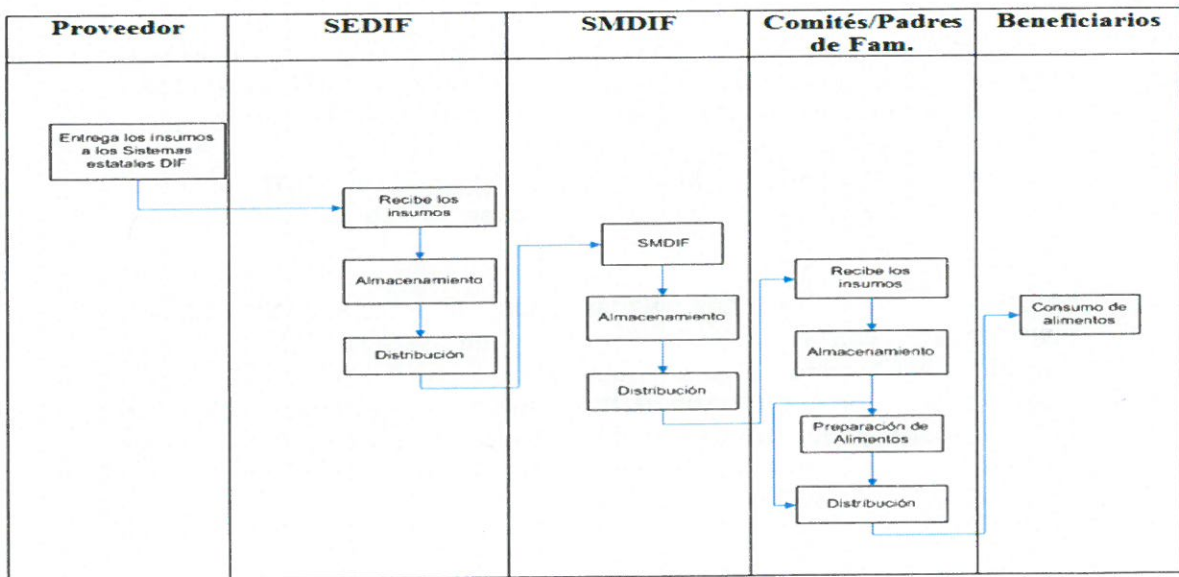 Proveedor
SEDIF
SMDIF
Comités/Padres
de Fam.
Beneficiarios
Entrega los insumos
a los Sistemas
estatales DIF
Recibe los
insumos
Almacenamiento
Distribución
SMDIF
Almacenamiento
Distribución
Recibe los
insumos
Almacenamiento
Preparación de
Alimentos
Distribución
Consumo de
alimentos